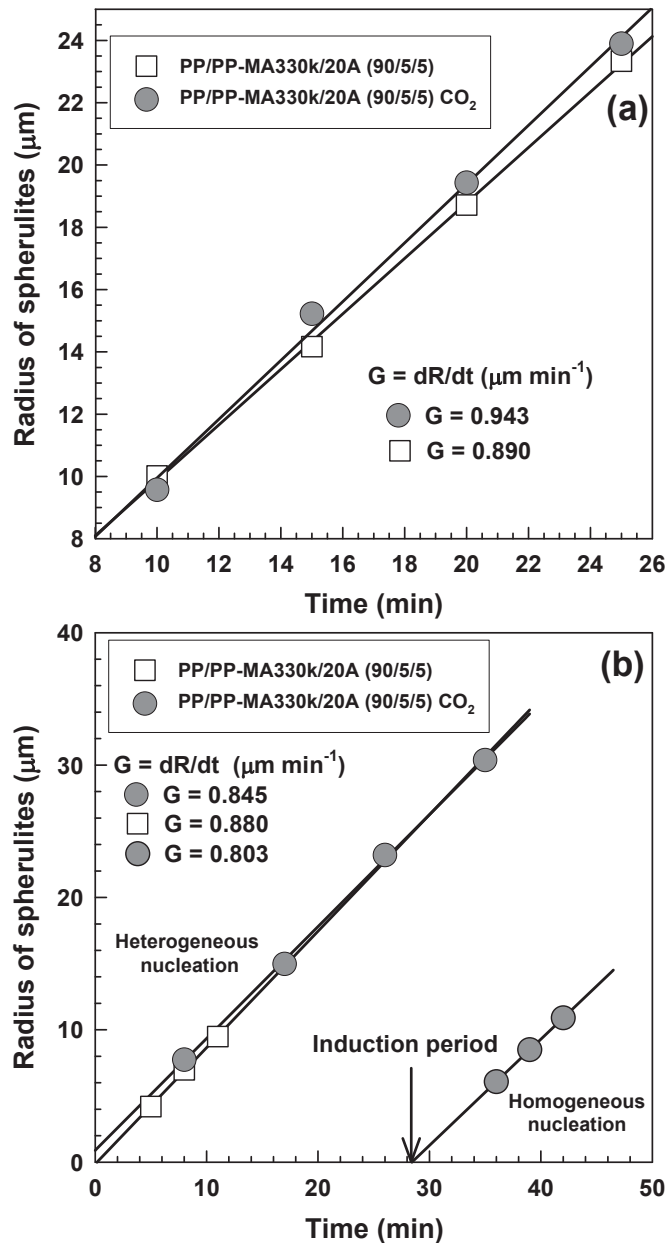 24
22
20
18
16
14
12
10
8
Radius of spherulites (μm)
PP/PP-MA330k/20A (90/5/5)
PP/PP-MA330k/20A (90/5/5) CO₂
(a)
G = dR/dt (μm min⁻¹)
G = 0.943
G = 0.890
8 10 12 14 16 18 20 22 24 26
Time (min)
40
30
20
10
0
Radius of spherulites (μm)
PP/PP-MA330k/20A (90/5/5)
PP/PP-MA330k/20A (90/5/5) CO₂
(b)
G = dR/dt (μm min⁻¹)
G = 0.845
G = 0.880
G = 0.803
Heterogeneous
nucleation
Induction period
Homogeneous
nucleation
0 10 20 30 40 50
Time (min)